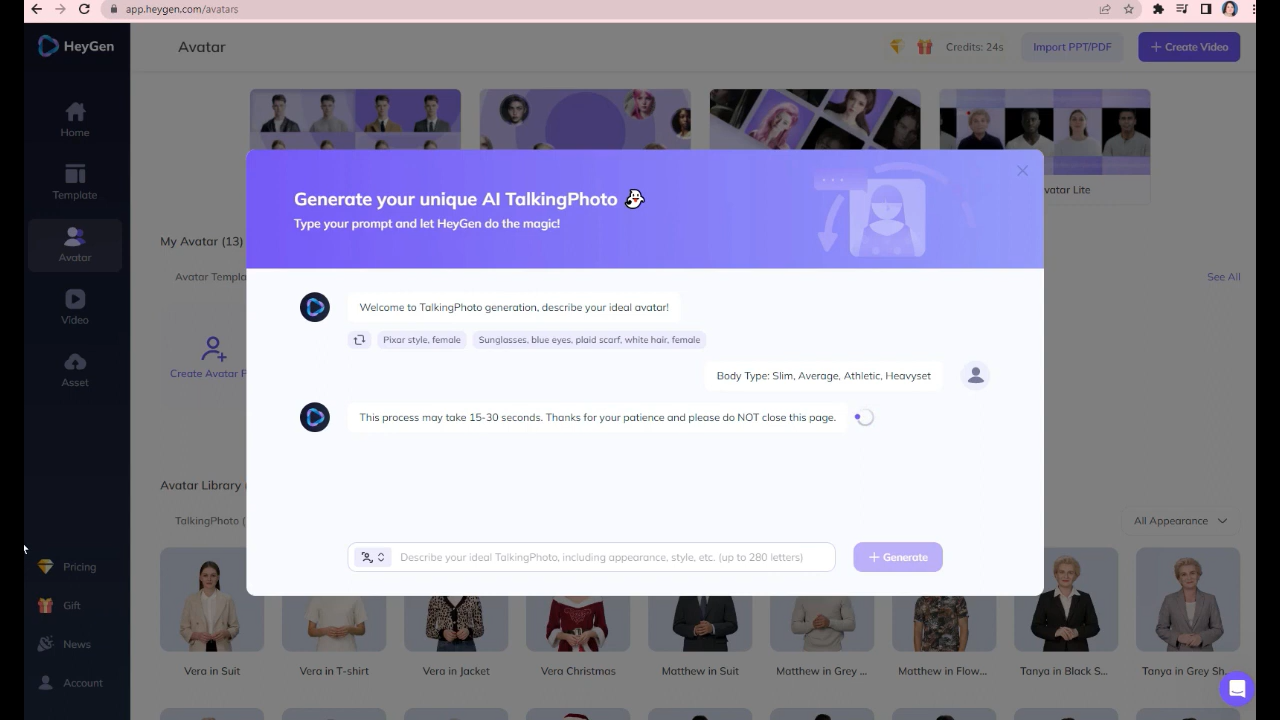 app.heygen.com/avatars
HeyGen
Avatar
Credits: 24s
Import PPT/PDF
+ Create Video
Home
Template
Avatar
Video
Asset
Pricing
Gift
News
Account
My Avatar (13)
See All
Create Avatar
Avatar Library
TalkingPhoto (
All Appearance
Generate your unique AI TalkingPhoto
Type your prompt and let HeyGen do the magic!
Welcome to TalkingPhoto generation, describe your ideal avatar!
Pixar style, female
Sunglasses, blue eyes, plaid scarf, white hair, female
Body Type: Slim, Average, Athletic, Heavyset
This process may take 15-30 seconds. Thanks for your patience and please do NOT close this page.
Describe your ideal TalkingPhoto, including appearance, style, etc. (up to 280 letters)
+ Generate
Vera in Suit
Vera in T-shirt
Vera in Jacket
Vera Christmas
Matthew in Suit
Matthew in Grey ...
Matthew in Flow...
Tanya in Black S...
Tanya in Grey Sh...